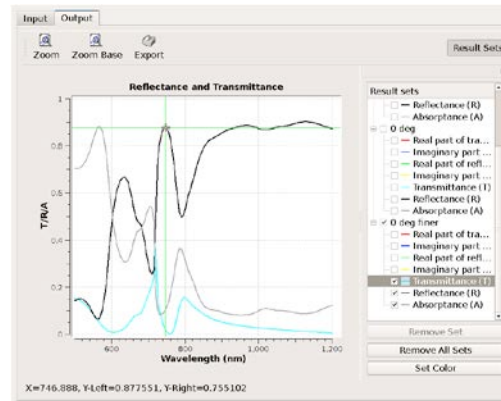 Input Output
Zoom Zoom Base Export Result Sets
Reflectance and Transmittance
T/R/A
1
0.8
0.6
0.4
0.2
0
600 800 1,000 1,200
Wavelength (nm)
Result sets
Reflectance (R)
Absorptance (A)
0 deg
Real part of tra...
Imaginary part ...
Real part of refl...
Imaginary part ...
Transmittance (T)
Reflectance (R)
Absorptance (A)
0 deg finer
Real part of tra...
Imaginary part ...
Real part of refl...
Imaginary part ...
Transmittance (T)
Reflectance (R)
Absorptance (A)
Remove Set
Remove All Sets
Set Color
X=746.888, Y-Left=0.877551, Y-Right=0.755102